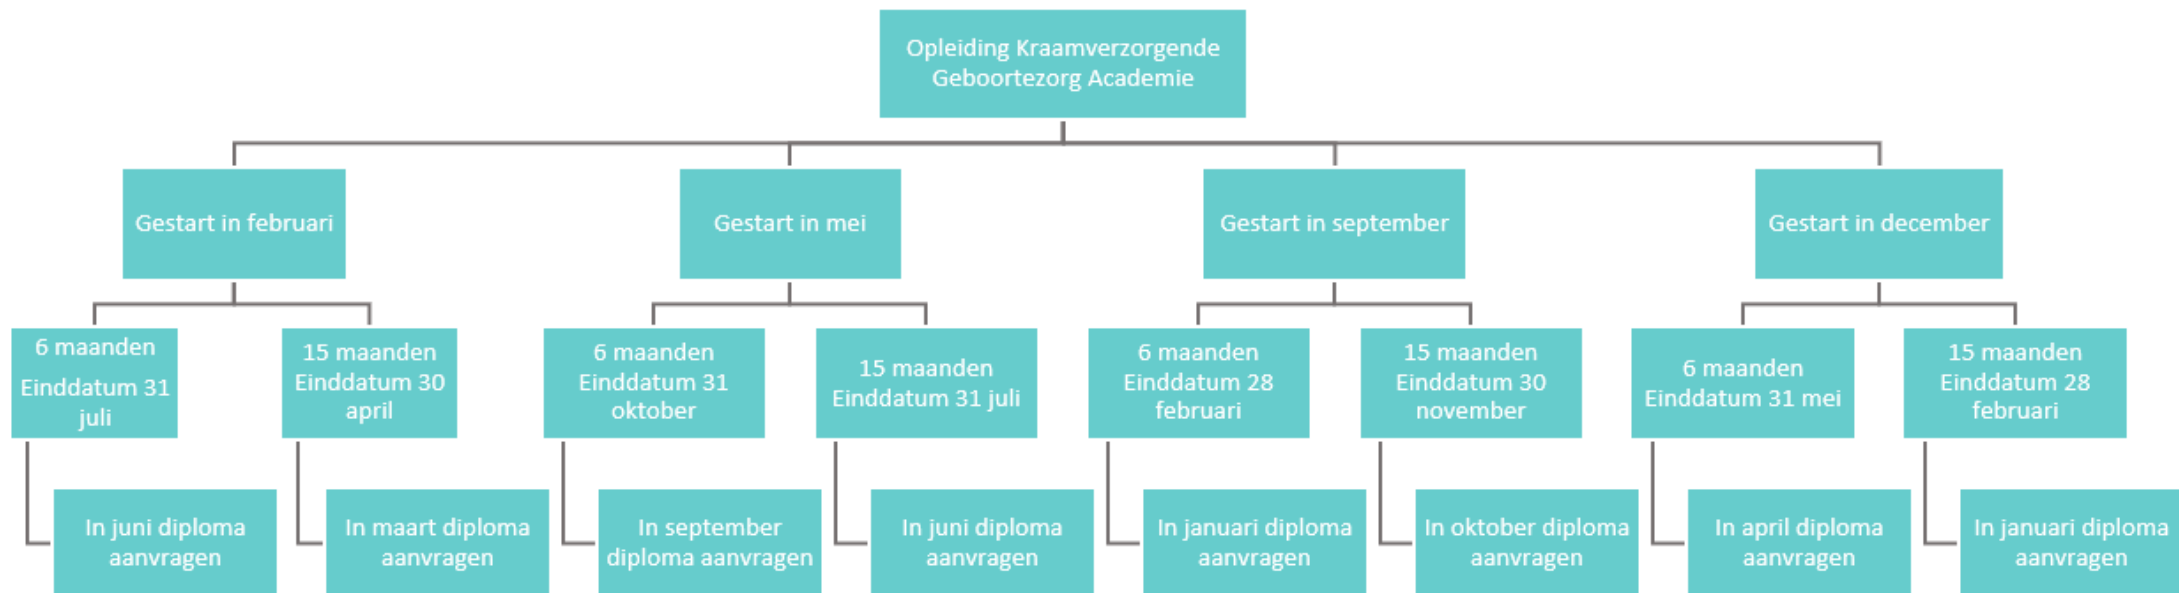 Opleiding Kraamverzorgende
Geboortezorg Academie
Gestart in februari
Gestart in mei
Gestart in september
Gestart in december
6 maanden
Einddatum 31
juli
15 maanden
Einddatum 30
april
6 maanden
Einddatum 31
oktober
15 maanden
Einddatum 31 juli
6 maanden
Einddatum 28
februari
15 maanden
Einddatum 30
november
6 maanden
Einddatum 31 mei
15 maanden
Einddatum 28
februari
In juni diploma
aanvragen
In maart diploma
aanvragen
In september
diploma aanvragen
In juni diploma
aanvragen
In januari diploma
aanvragen
In oktober diploma
aanvragen
In april diploma
aanvragen
In januari diploma
aanvragen